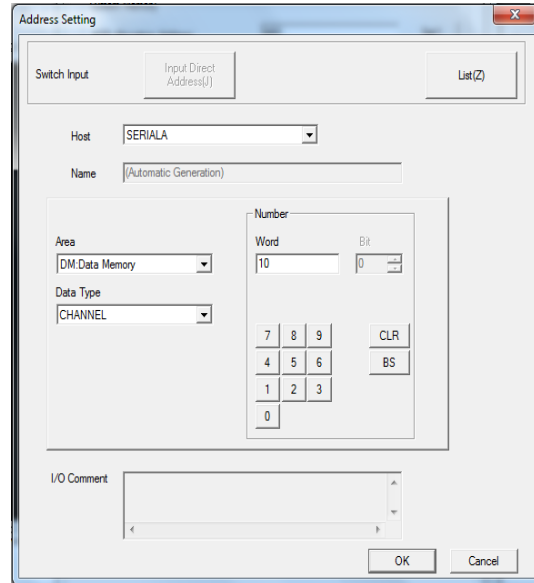 Address Setting
Switch Input
Input Direct
Address(J)
List(Z)
Host
SERIALA
Name
(Automatic Generation)
Number
Area
Word
Bit
DM:Data Memory
10
0
Data Type
CHANNEL
7 8 9 CLR
4 5 6 BS
1 2 3
0
I/O Comment
OK
Cancel